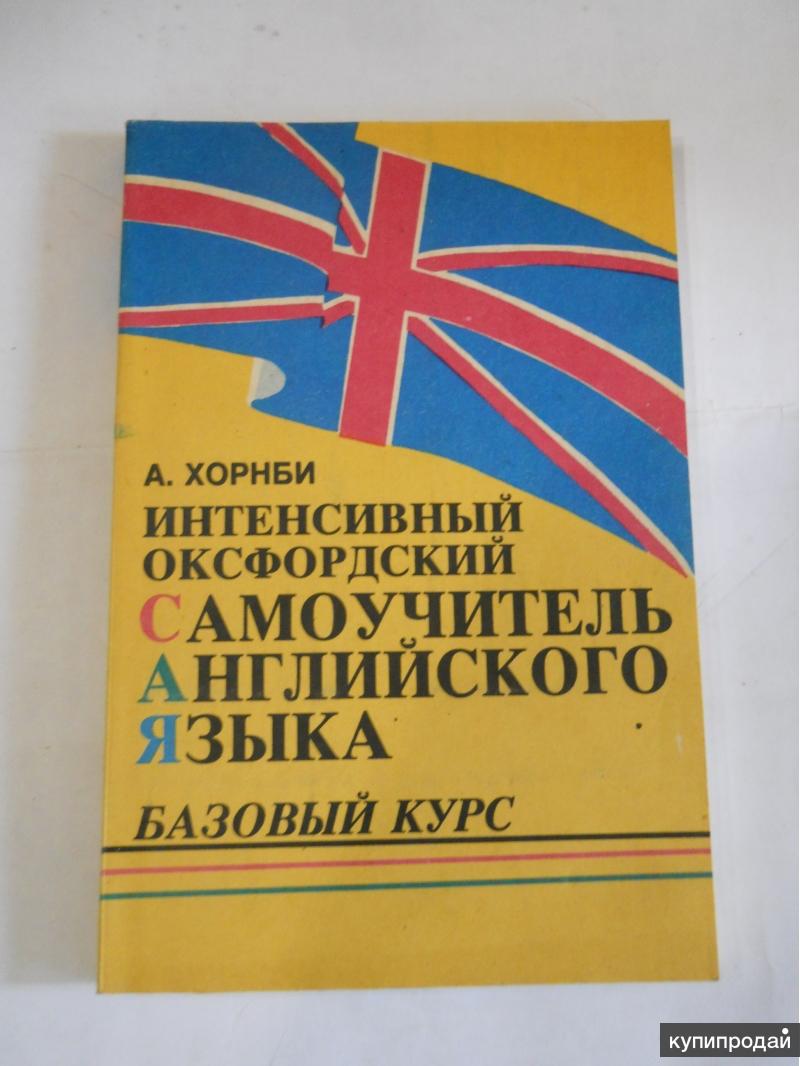 А. ХОРНБИ
ИНТЕНСИВНЫЙ
ОКСФОРДСКИЙ
САМОУЧИТЕЛЬ
АНГЛИЙСКОГО
ЯЗЫКА
БАЗОВЫЙ КУРС
купипродай